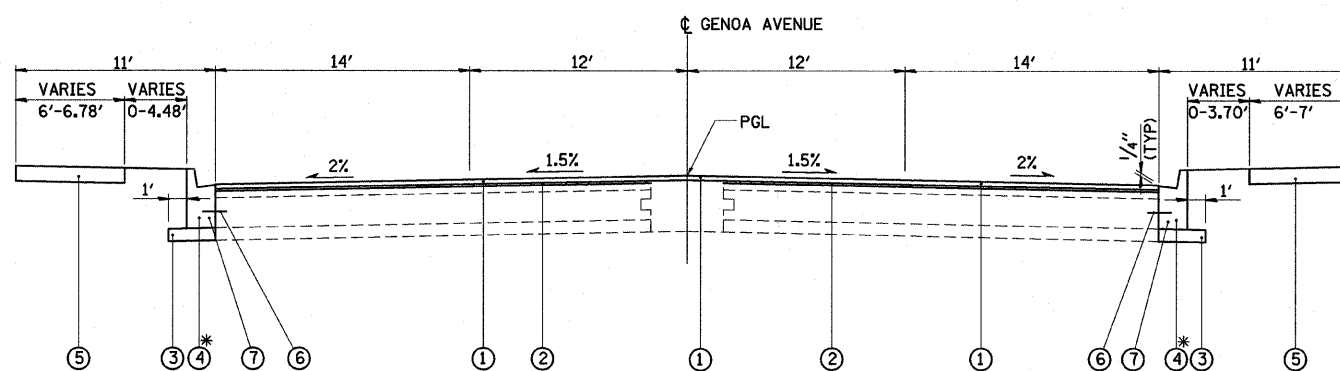 ℄ GENOA AVENUE
11' 14' 12' 12' 14' 11'
VARIES VARIES VARIES VARIES
6'-6.78' 0-4.48' 0-3.70' 6'-7'
PGL
1/4"
(TYP)
2% 1.5% 1.5% 2%
1' 1'
5 3 4* 7 6 1 2 1 2 1 6 7 4* 3 5